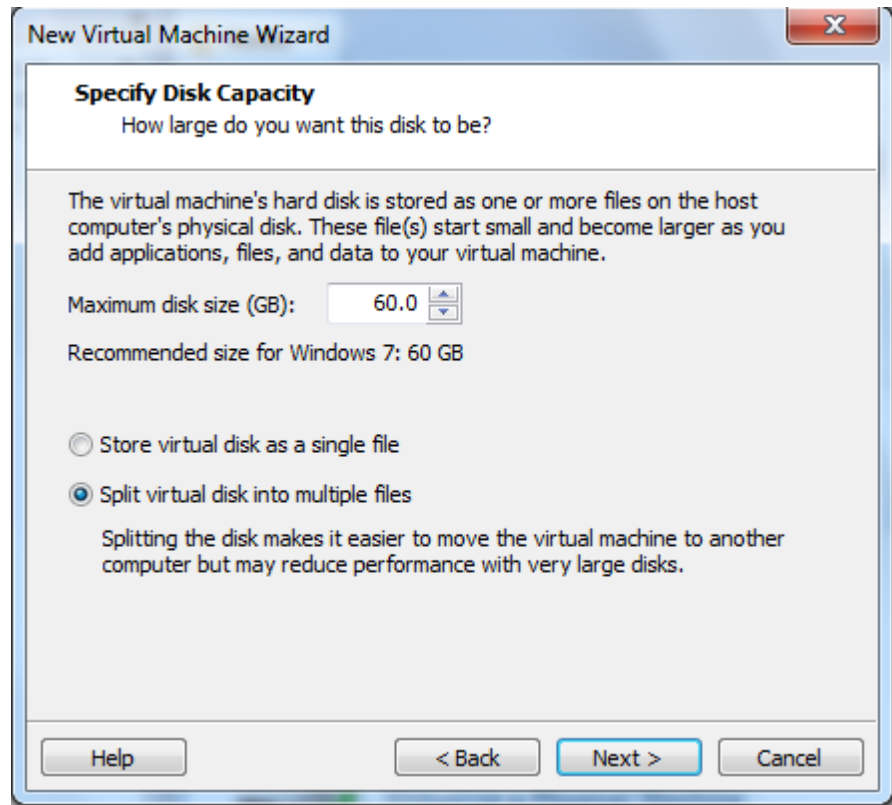 New Virtual Machine Wizard
Specify Disk Capacity
How large do you want this disk to be?
The virtual machine's hard disk is stored as one or more files on the host
computer's physical disk. These file(s) start small and become larger as you
add applications, files, and data to your virtual machine.
Maximum disk size (GB): 60.0
Recommended size for Windows 7: 60 GB
Store virtual disk as a single file
Split virtual disk into multiple files
Splitting the disk makes it easier to move the virtual machine to another
computer but may reduce performance with very large disks.
Help < Back Next > Cancel